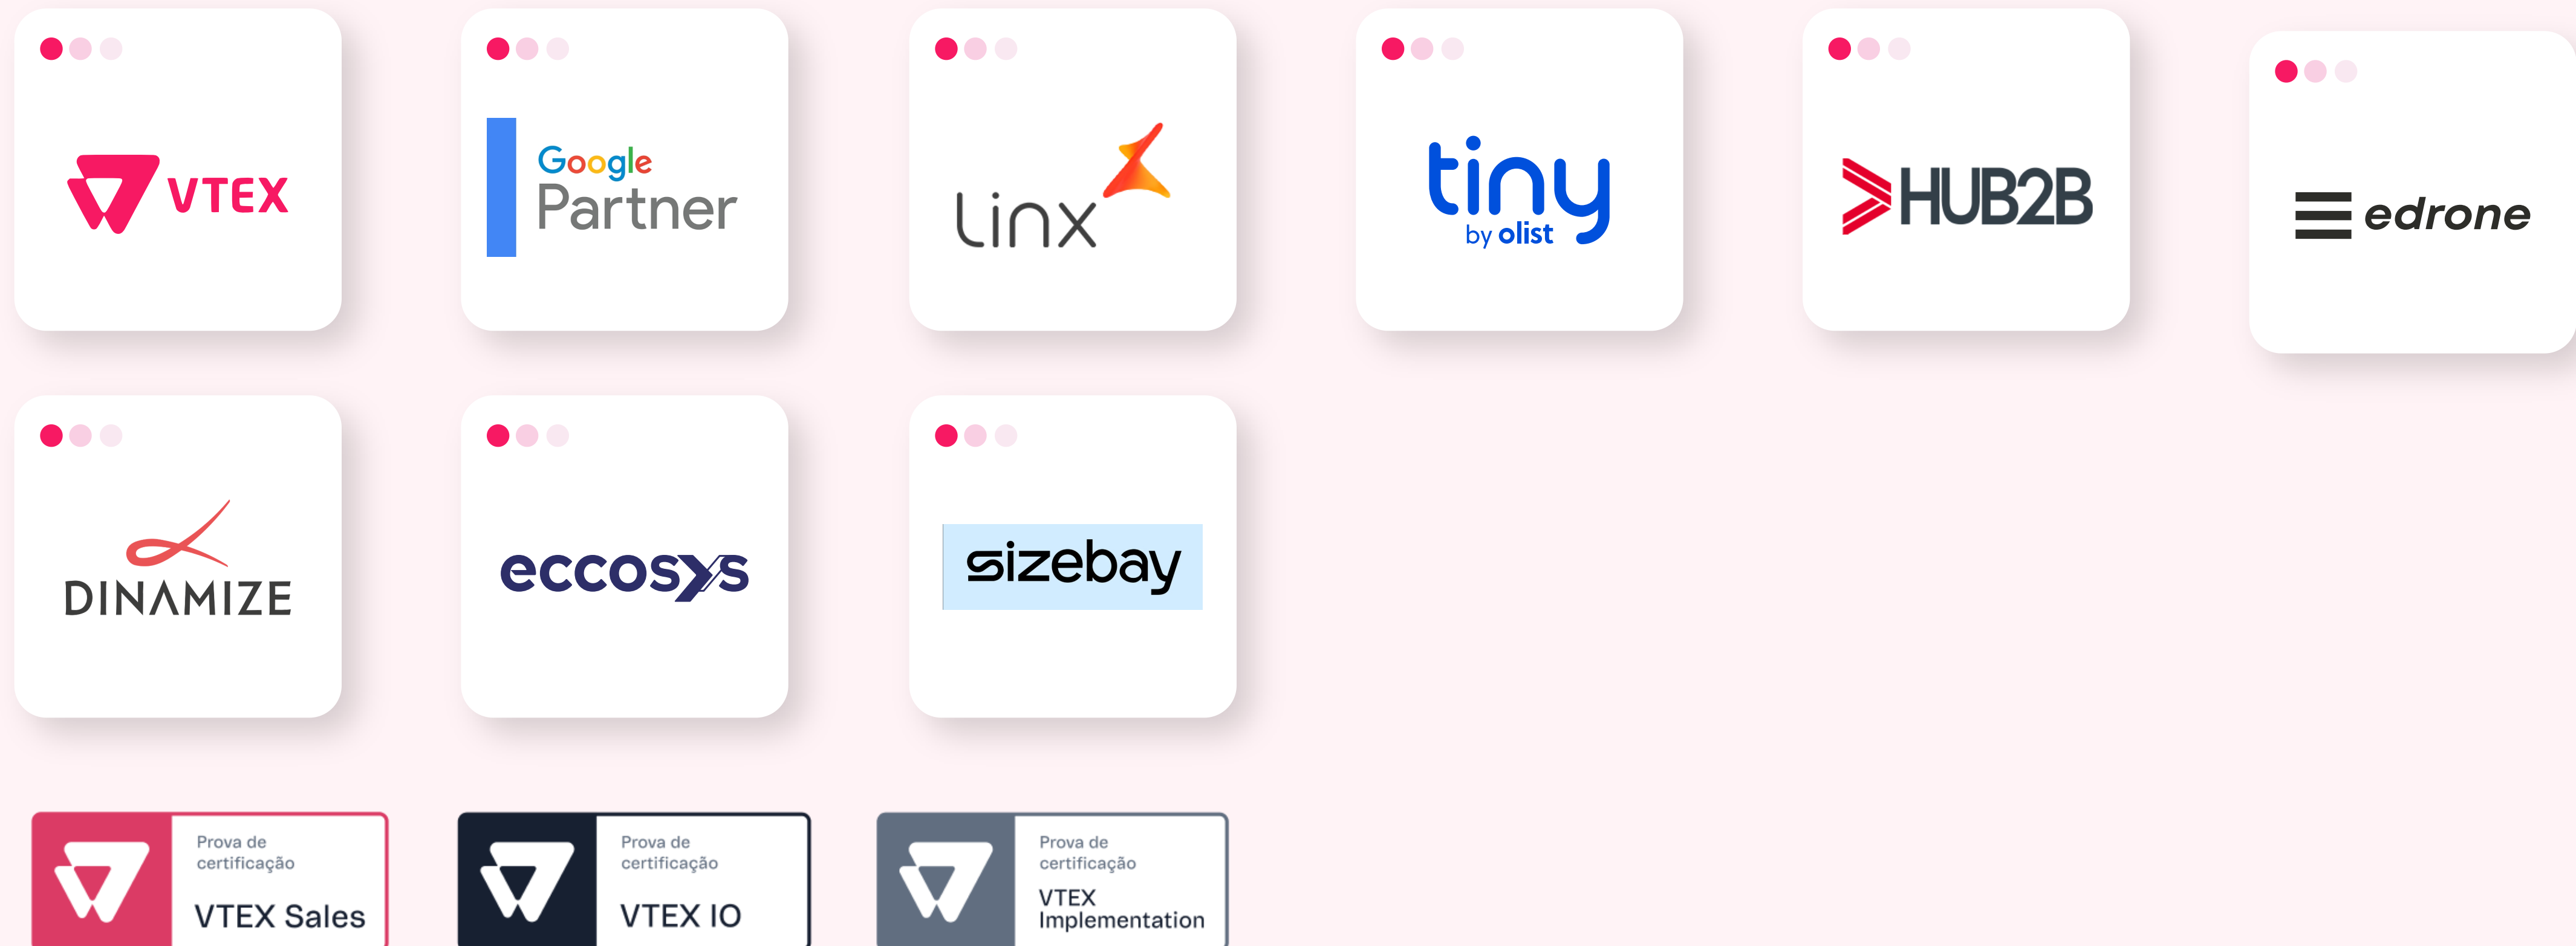 VTEX
Google
Partner
linx
tiny
by olist
HUB2B
edrone
DINAMIZE
eccosys
sizebay
Prova de
certificação
VTEX Sales
Prova de
certificação
VTEX IO
Prova de
certificação
VTEX
Implementation